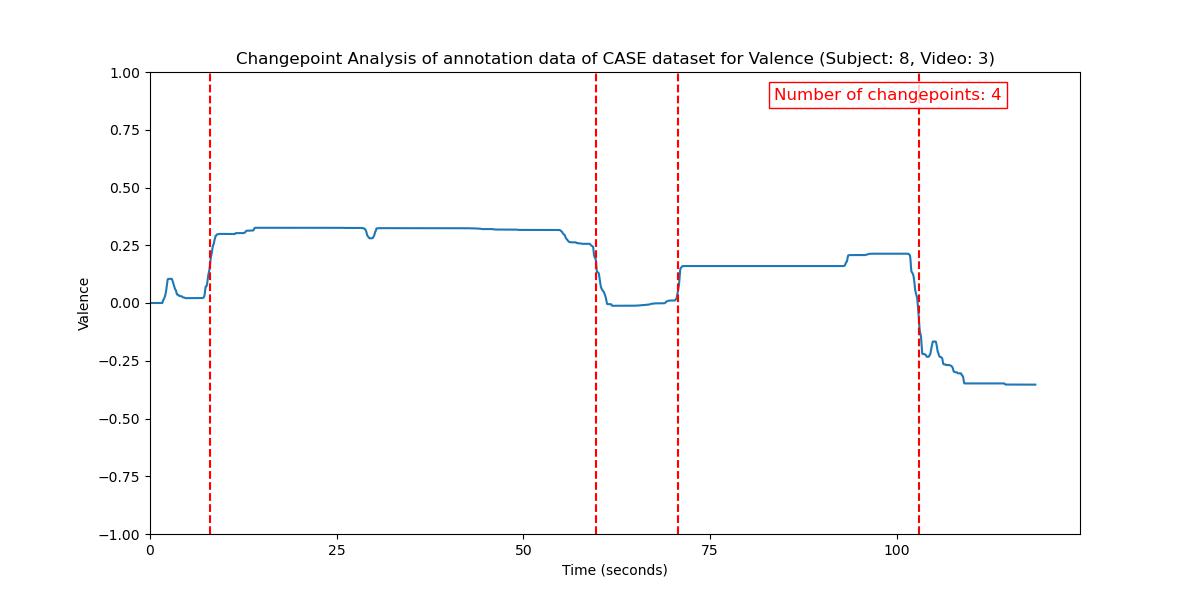 Changepoint Analysis of annotation data of CASE dataset for Valence (Subject: 8, Video: 3)
Number of changepoints: 4
1.00
0.75
0.50
0.25
0.00
−0.25
−0.50
−0.75
−1.00
Valence
0 25 50 75 100
Time (seconds)